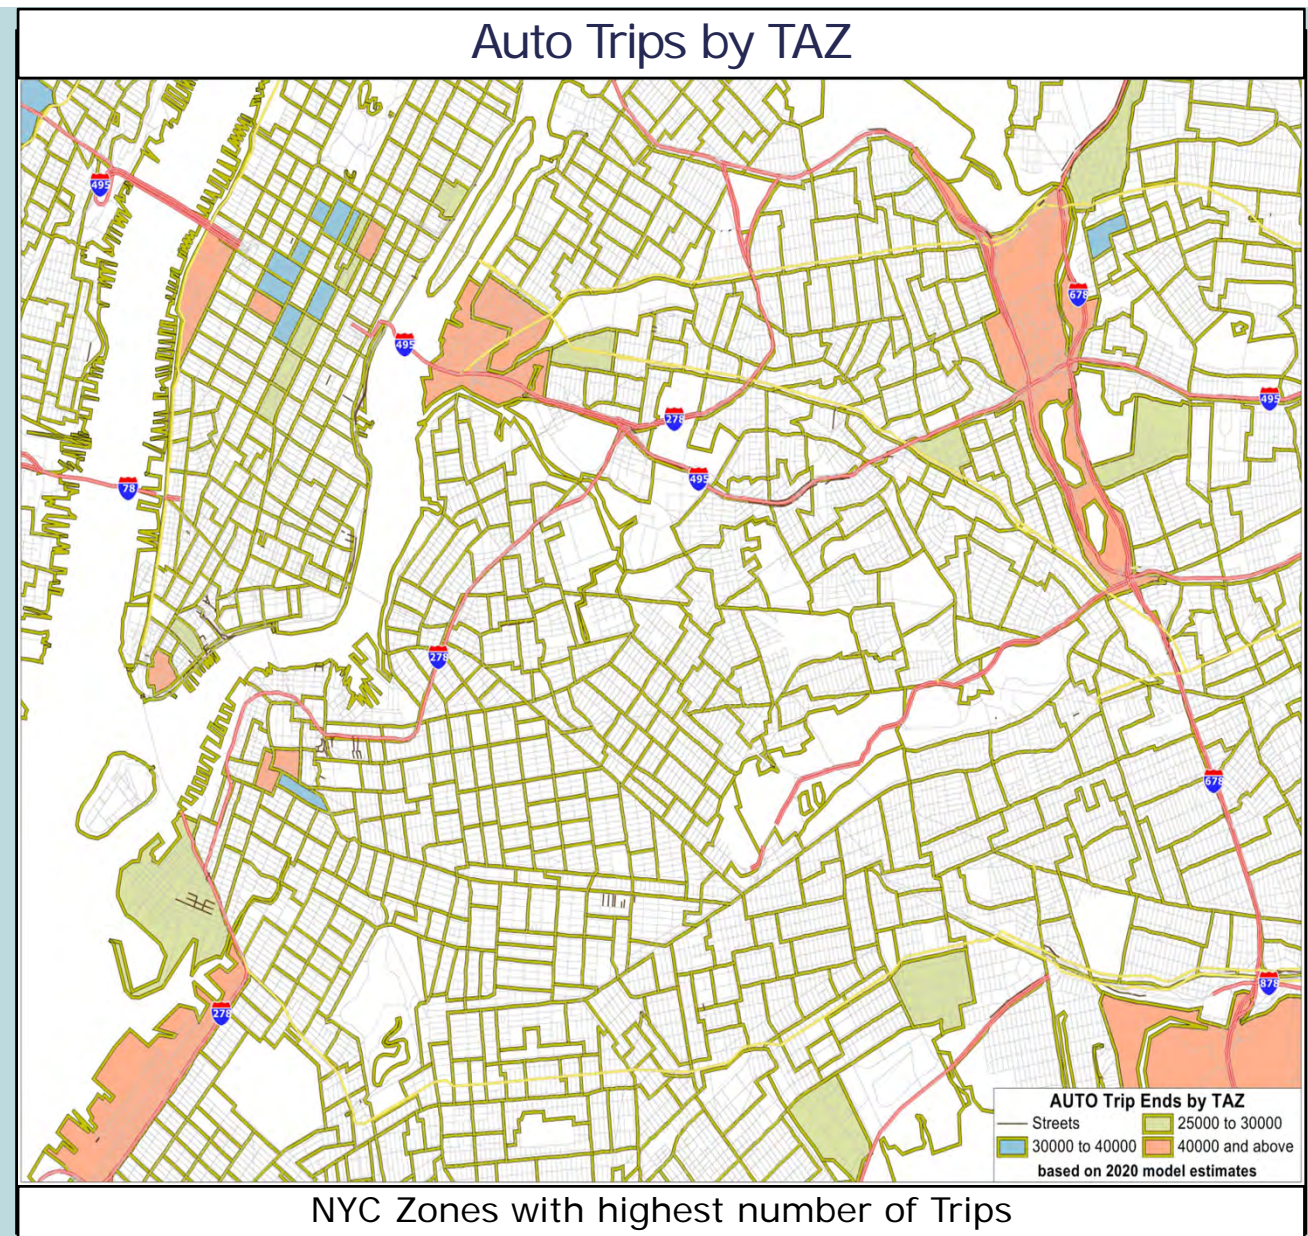 Auto Trips by TAZ
495
678
495
495
278
495
78
278
678
878
278
AUTO Trip Ends by TAZ
Streets 25000 to 30000
30000 to 40000 40000 and above
based on 2020 model estimates
NYC Zones with highest number of Trips